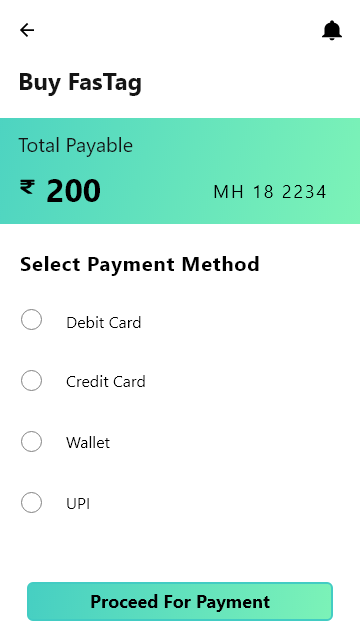 Buy FasTag
Total Payable
₹ 200
MH 18 2234
Select Payment Method
Debit Card
Credit Card
Wallet
UPI
Proceed For Payment